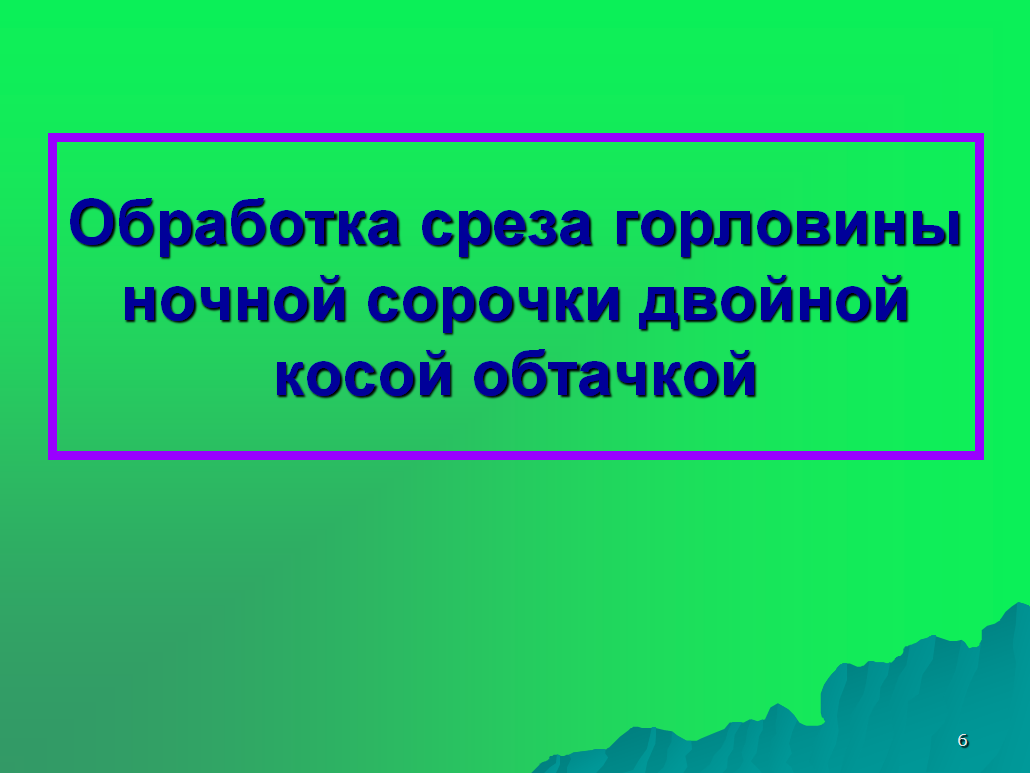 Обработка среза горловины
ночной сорочки двойной
косой обтачкой
6